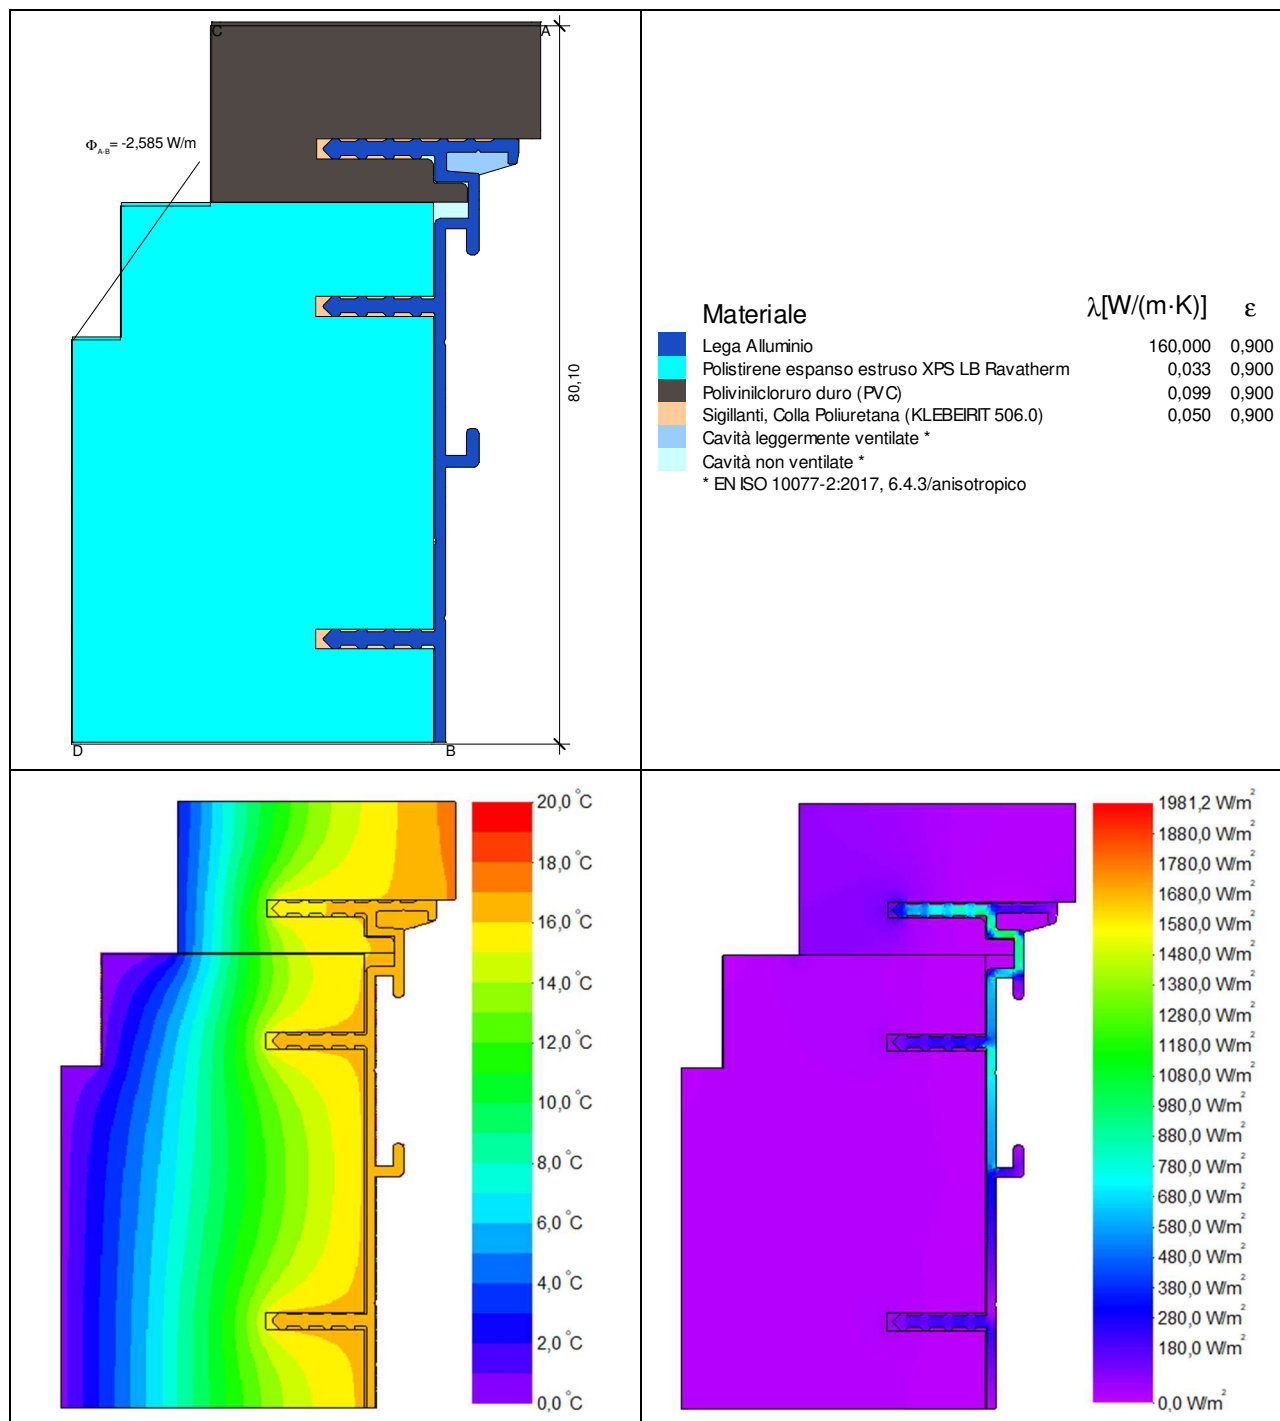 C
A
ΦA-B= -2,585 W/m
80,10
D
B
Materiale λ[W/(m·K)] ε
Lega Alluminio 160,000 0,900
Polistirene espanso estruso XPS LB Ravatherm 0,033 0,900
Polivinilcloruro duro (PVC) 0,099 0,900
Sigillanti, Colla Poliuretana (KLEBEIRIT 506.0) 0,050 0,900
Cavità leggermente ventilate *
Cavità non ventilate *
* EN ISO 10077-2:2017, 6.4.3/anisotropico
20,0 °C
18,0 °C
16,0 °C
14,0 °C
12,0 °C
10,0 °C
8,0 °C
6,0 °C
4,0 °C
2,0 °C
0,0 °C
1981,2 W/m²
1880,0 W/m²
1780,0 W/m²
1680,0 W/m²
1580,0 W/m²
1480,0 W/m²
1380,0 W/m²
1280,0 W/m²
1180,0 W/m²
1080,0 W/m²
980,0 W/m²
880,0 W/m²
780,0 W/m²
680,0 W/m²
580,0 W/m²
480,0 W/m²
380,0 W/m²
280,0 W/m²
180,0 W/m²
0,0 W/m²